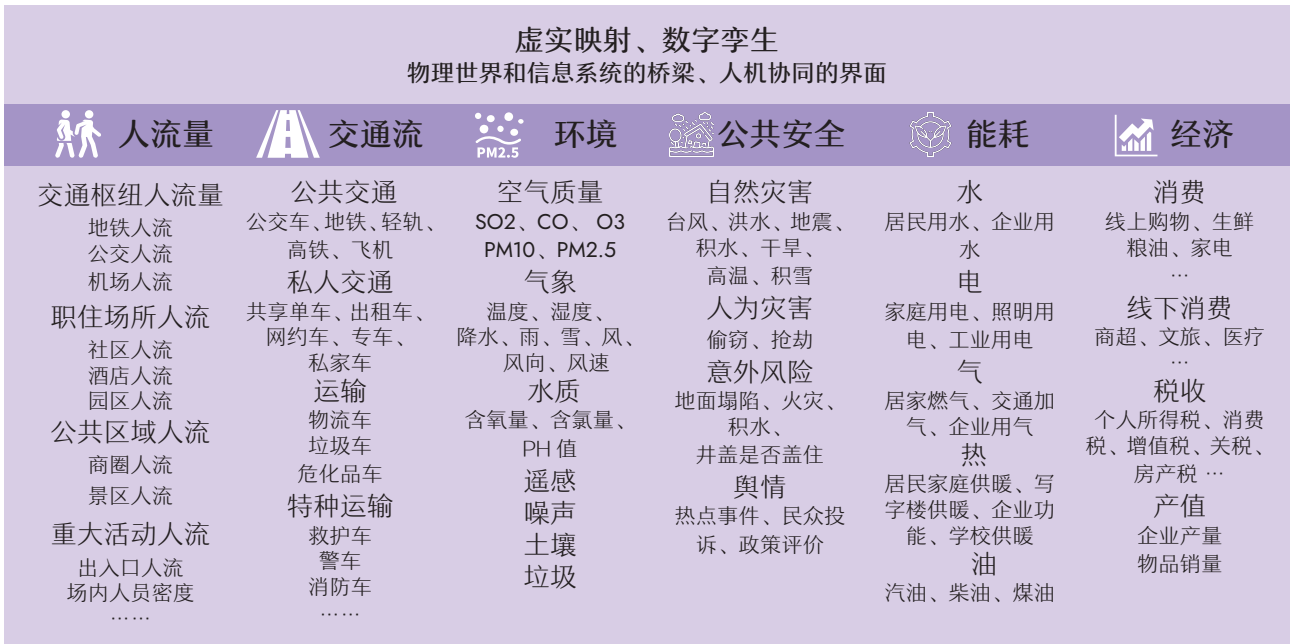 虚实映射、数字孪生
物理世界和信息系统的桥梁、人机协同的界面
人流量
交通枢纽人流量
地铁人流
公交人流
机场人流
职住场所人流
社区人流
酒店人流
园区人流
公共区域人流
商圈人流
景区人流
重大活动人流
出入口人流
场内人员密度
……
交通流
公共交通
公交车、地铁、轻轨、
高铁、飞机
私人交通
共享单车、出租车、
网约车、专车、
私家车
运输
物流车
垃圾车
危化品车
特种运输
救护车
警车
消防车
……
PM2.5
环境
空气质量
SO2、CO、 O3
PM10、PM2.5
气象
温度、湿度、
降水、雨、雪、风、
风向、风速
水质
含氧量、含氯量、
PH 值
遥感
噪声
土壤
垃圾
公共安全
自然灾害
台风、洪水、地震、
积水、干旱、
高温、积雪
人为灾害
偷窃、抢劫
意外风险
地面塌陷、火灾、
积水、
井盖是否盖住
舆情
热点事件、民众投
诉、政策评价
能耗
水
居民用水、企业用
水
电
家庭用电、照明用
电、工业用电
气
居家燃气、交通加
气、企业用气
热
居民家庭供暖、写
字楼供暖、企业功
能、学校供暖
油
汽油、柴油、煤油
经济
消费
线上购物、生鲜
粮油、家电
…
线下消费
商超、文旅、医疗
…
税收
个人所得税、消费
税、增值税、关税、
房产税 …
产值
企业产量
物品销量